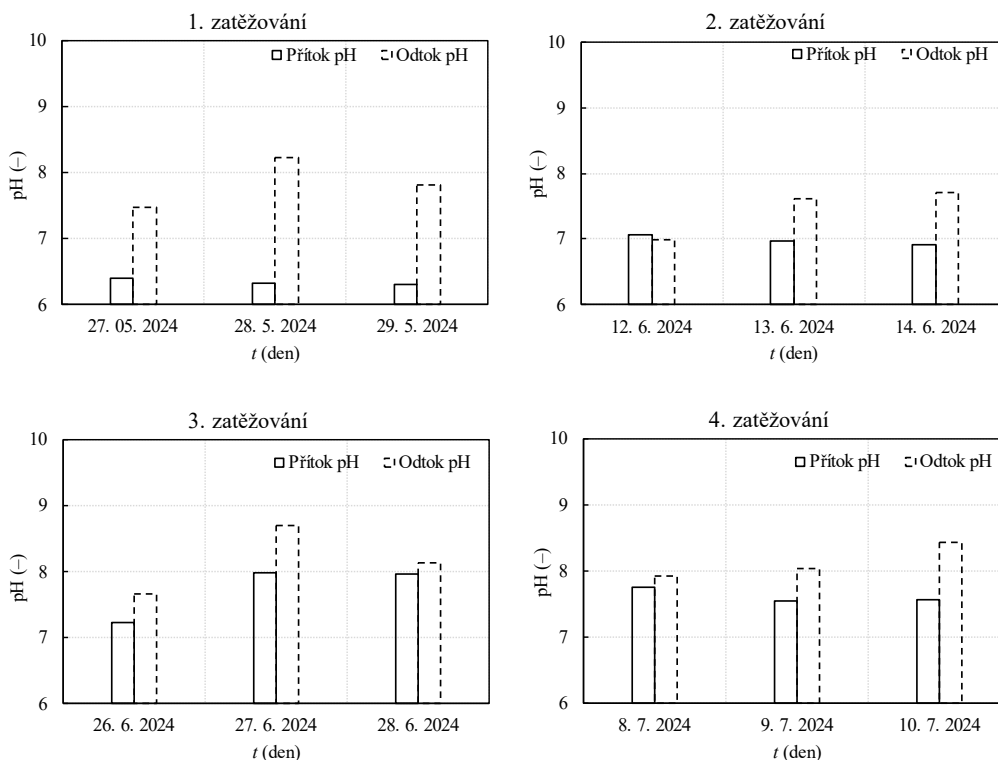 1. zatěžování
Přítok pH Odtok pH
10
9
8
7
6
pH (–)
27. 05. 2024 28. 5. 2024 29. 5. 2024
t (den)
2. zatěžování
Přítok pH Odtok pH
10
9
8
7
6
pH (–)
12. 6. 2024 13. 6. 2024 14. 6. 2024
t (den)
3. zatěžování
Přítok pH Odtok pH
10
9
8
7
6
pH (–)
26. 6. 2024 27. 6. 2024 28. 6. 2024
t (den)
4. zatěžování
Přítok pH Odtok pH
10
9
8
7
6
pH (–)
8. 7. 2024 9. 7. 2024 10. 7. 2024
t (den)